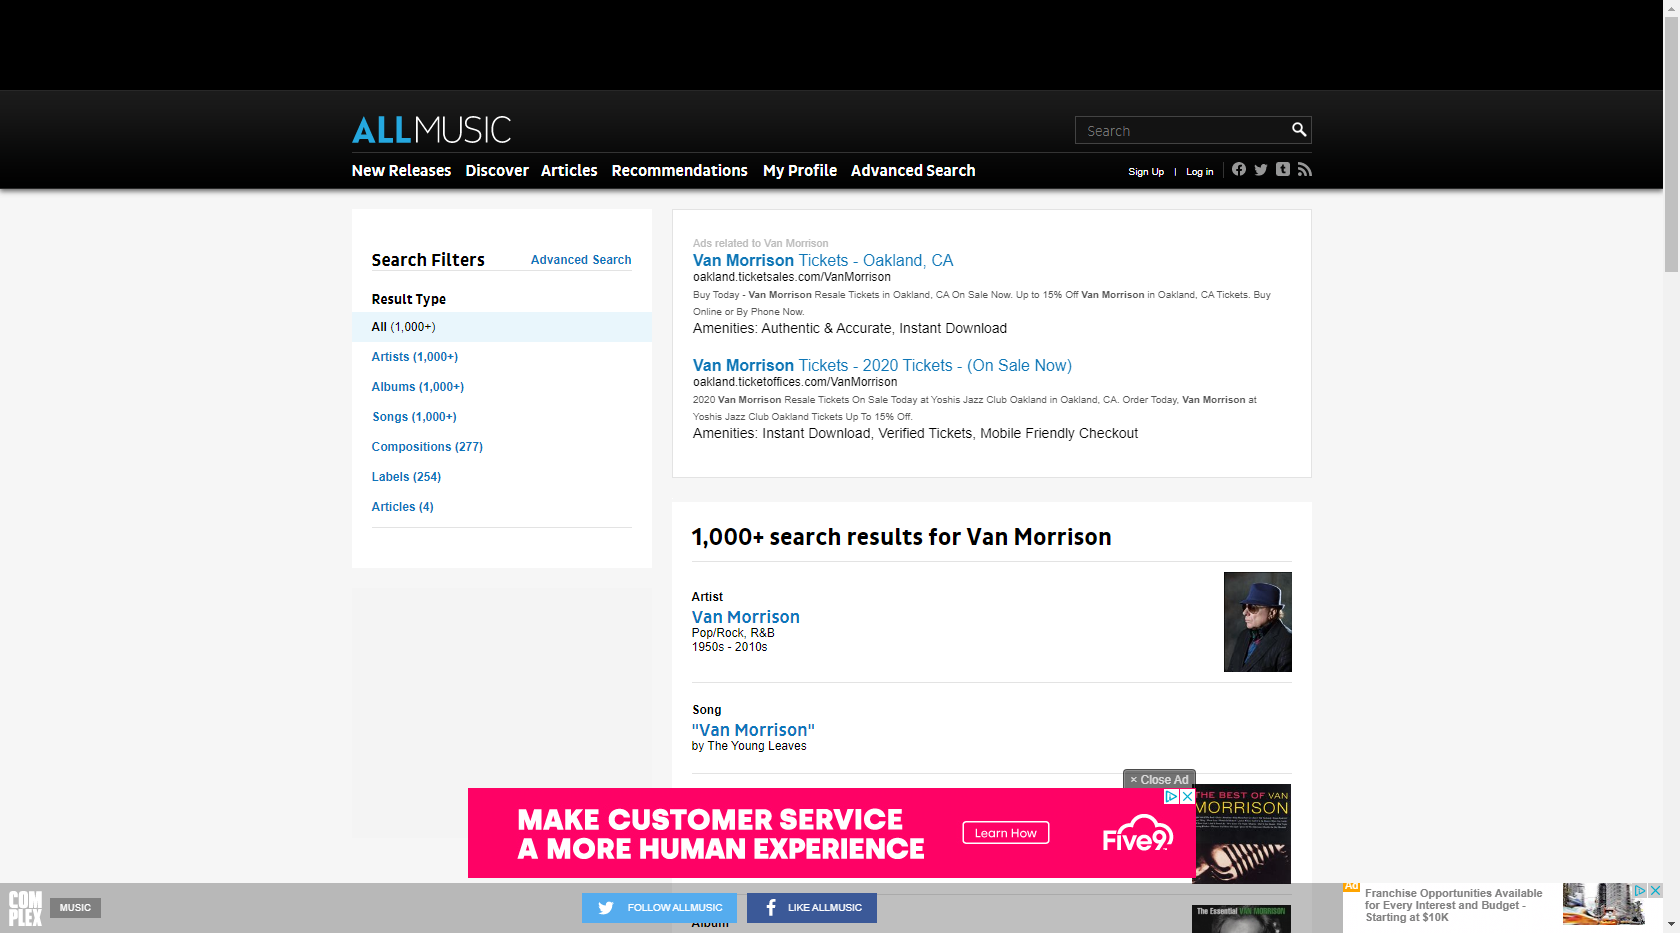 ALLMUSIC
Search
New Releases Discover Articles Recommendations My Profile Advanced Search
Sign Up | Log in
Search Filters
Advanced Search
Result Type
All (1,000+)
Artists (1,000+)
Albums (1,000+)
Songs (1,000+)
Compositions (277)
Labels (254)
Articles (4)
Ads related to Van Morrison
Van Morrison Tickets - Oakland, CA
oakland.ticketsales.com/VanMorrison
Buy Today - Van Morrison Resale Tickets in Oakland, CA On Sale Now. Up to 15% Off Van Morrison in Oakland, CA Tickets. Buy
Online or By Phone Now.
Amenities: Authentic & Accurate, Instant Download
Van Morrison Tickets - 2020 Tickets - (On Sale Now)
oakland.ticketoffices.com/VanMorrison
2020 Van Morrison Resale Tickets On Sale Today at Yoshis Jazz Club Oakland in Oakland, CA. Order Today, Van Morrison at
Yoshis Jazz Club Oakland Tickets Up To 15% Off.
Amenities: Instant Download, Verified Tickets, Mobile Friendly Checkout
1,000+ search results for Van Morrison
Artist
Van Morrison
Pop/Rock, R&B
1950s - 2010s
Song
"Van Morrison"
by The Young Leaves
× Close Ad
THE BEST OF VAN
MORRISON
MAKE CUSTOMER SERVICE
A MORE HUMAN EXPERIENCE
Learn How
Five9
COM
PLEX
MUSIC
FOLLOW ALLMUSIC
LIKE ALLMUSIC
Album
The Essential VAN MORRISON
Ad
Franchise Opportunities Available
for Every Interest and Budget -
Starting at $10K